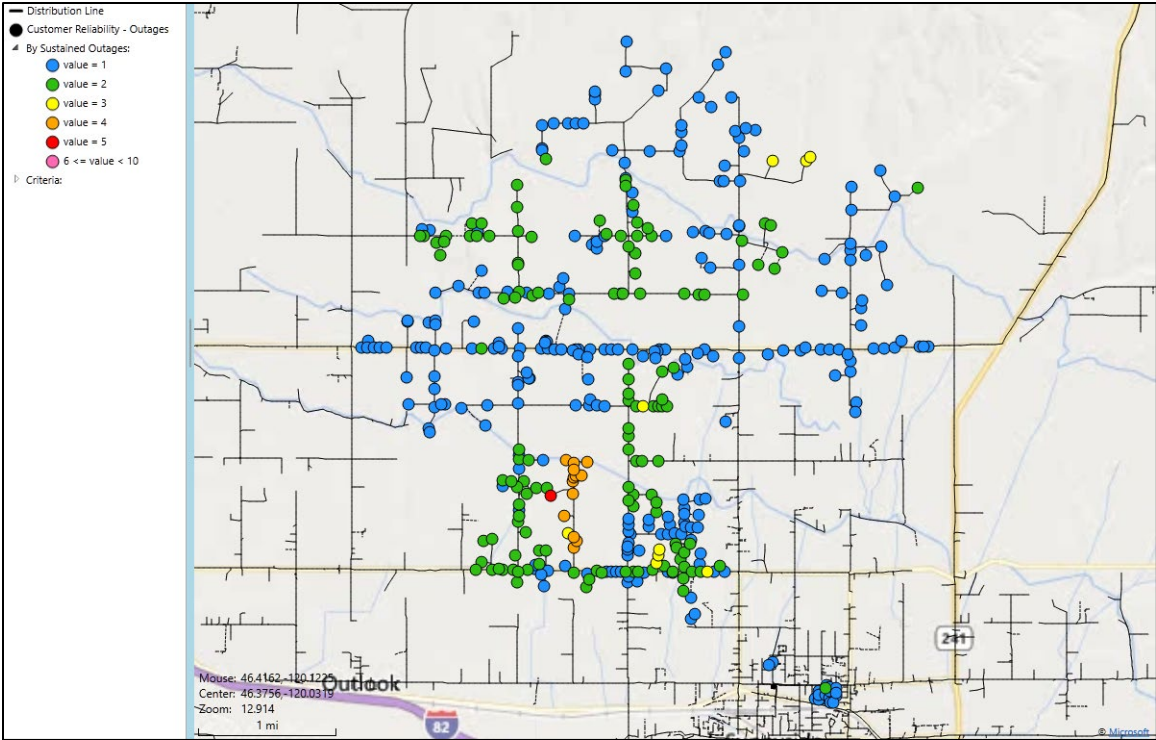 Distribution Line
Customer Reliability - Outages
By Sustained Outages:
value = 1
value = 2
value = 3
value = 4
value = 5
6 <= value < 10
Criteria:
241
Mouse: 46.4162,-120.1225
Outlook
Center: 46.3756 -120.0319
Zoom: 12.914
1 mi
82
© Microsoft